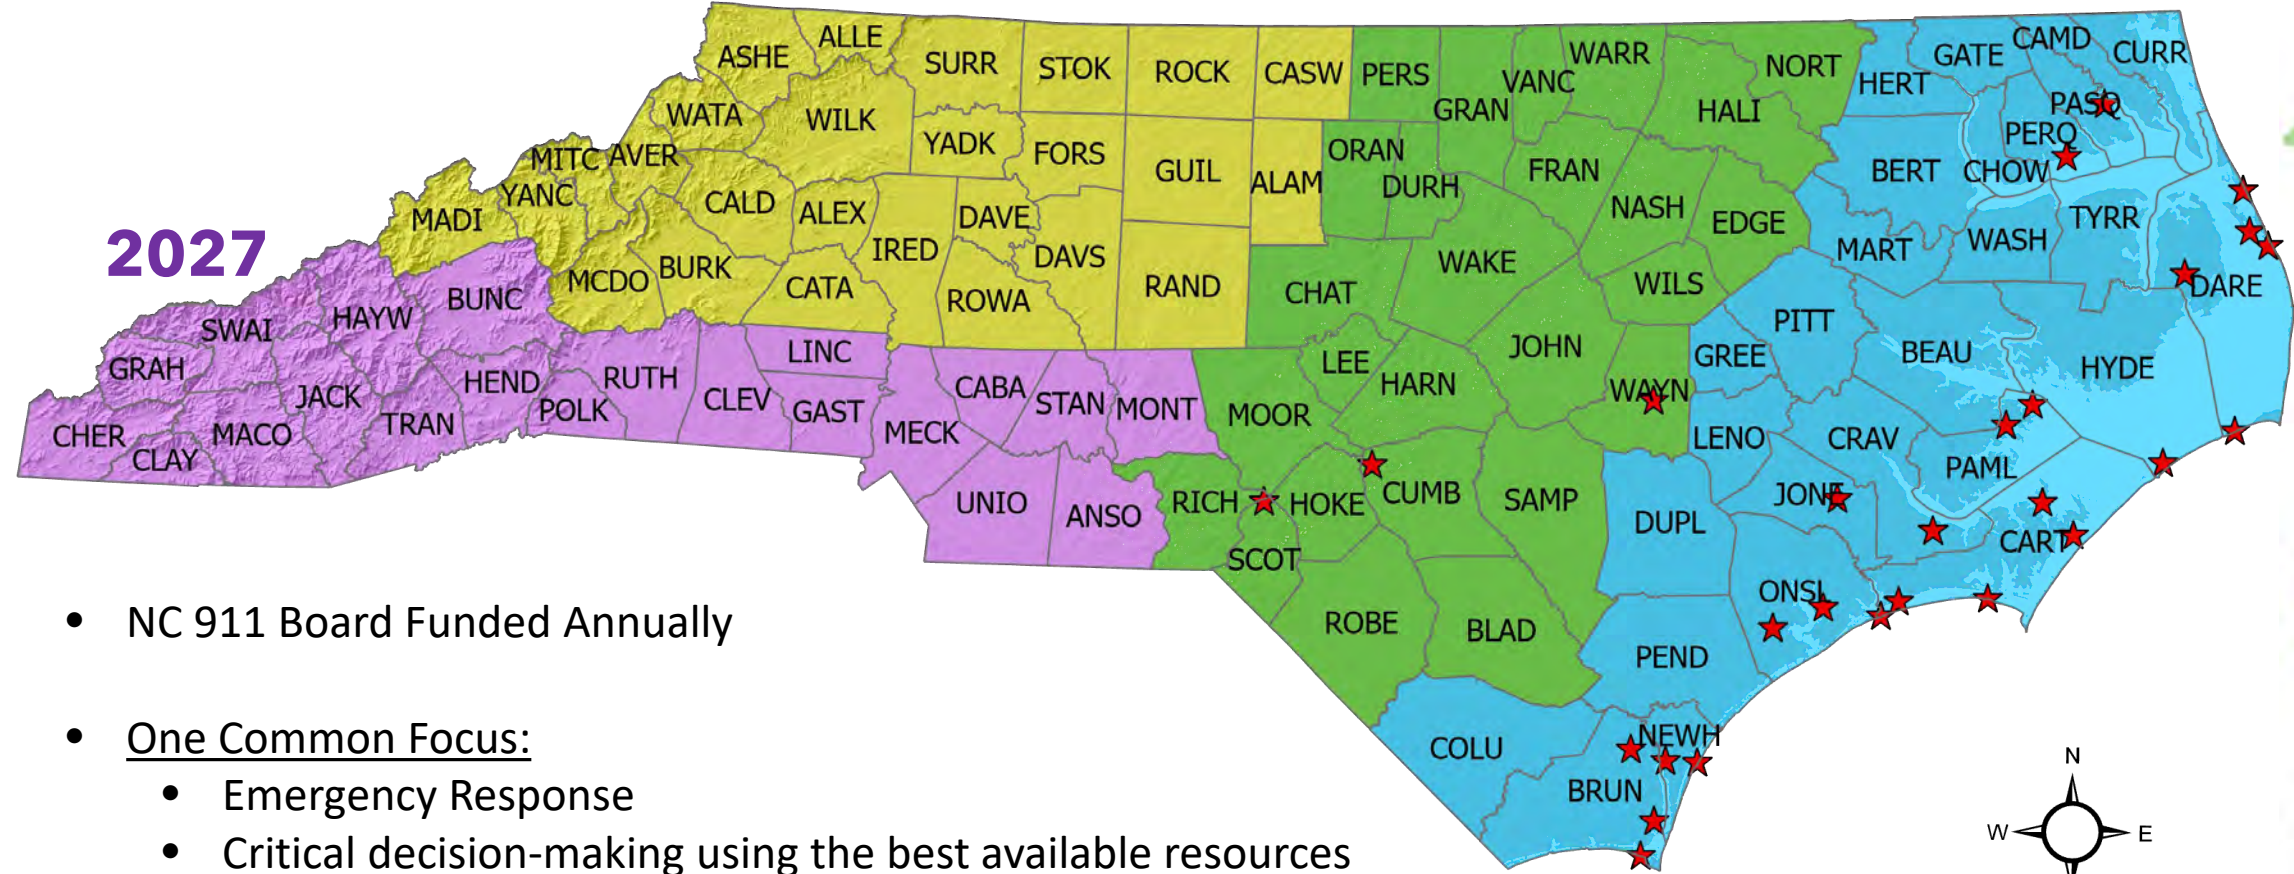 ASHE
ALLE
SURR
STOK
ROCK
CASW
PERS
GRAN
VANC
WARR
HALI
NORT
HERT
GATE
CAMD
CURR
WATA
WILK
YADK
FORS
GUIL
ALAM
ORAN
DURH
FRAN
NASH
EDGE
BERT
CHOW
PERQ
PASQ
MITC
AVER
YANC
MADI
CALD
ALEX
IRED
DAVE
DAVS
RAND
CHAT
WAKE
WILS
MART
WASH
TYRR
DARE
2027
MCDO
BURK
CATA
ROWA
SWAI
HAYW
BUNC
GRAH
JACK
HEND
TRAN
POLK
RUTH
CLEV
LINC
GAST
MECK
CABA
STAN
MONT
MOOR
LEE
HARN
JOHN
WAYN
GREE
PITT
BEAU
HYDE
CHER
CLAY
MACO
UNIO
ANSO
RICH
HOKE
SCOT
CUMB
SAMP
LENO
CRAV
PAML
JONE
DUPL
CART
ONSL
ROBE
BLAD
PEND
COLU
NEWH
BRUN
• NC 911 Board Funded Annually
• One Common Focus:
• Emergency Response
• Critical decision-making using the best available resources
N
W
E